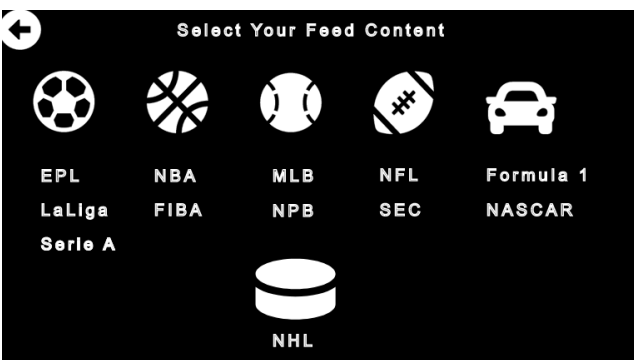 Select Your Feed Content
EPL NBA MLB NFL Formula 1
LaLiga FIBA NPB SEC NASCAR
Serie A
NHL